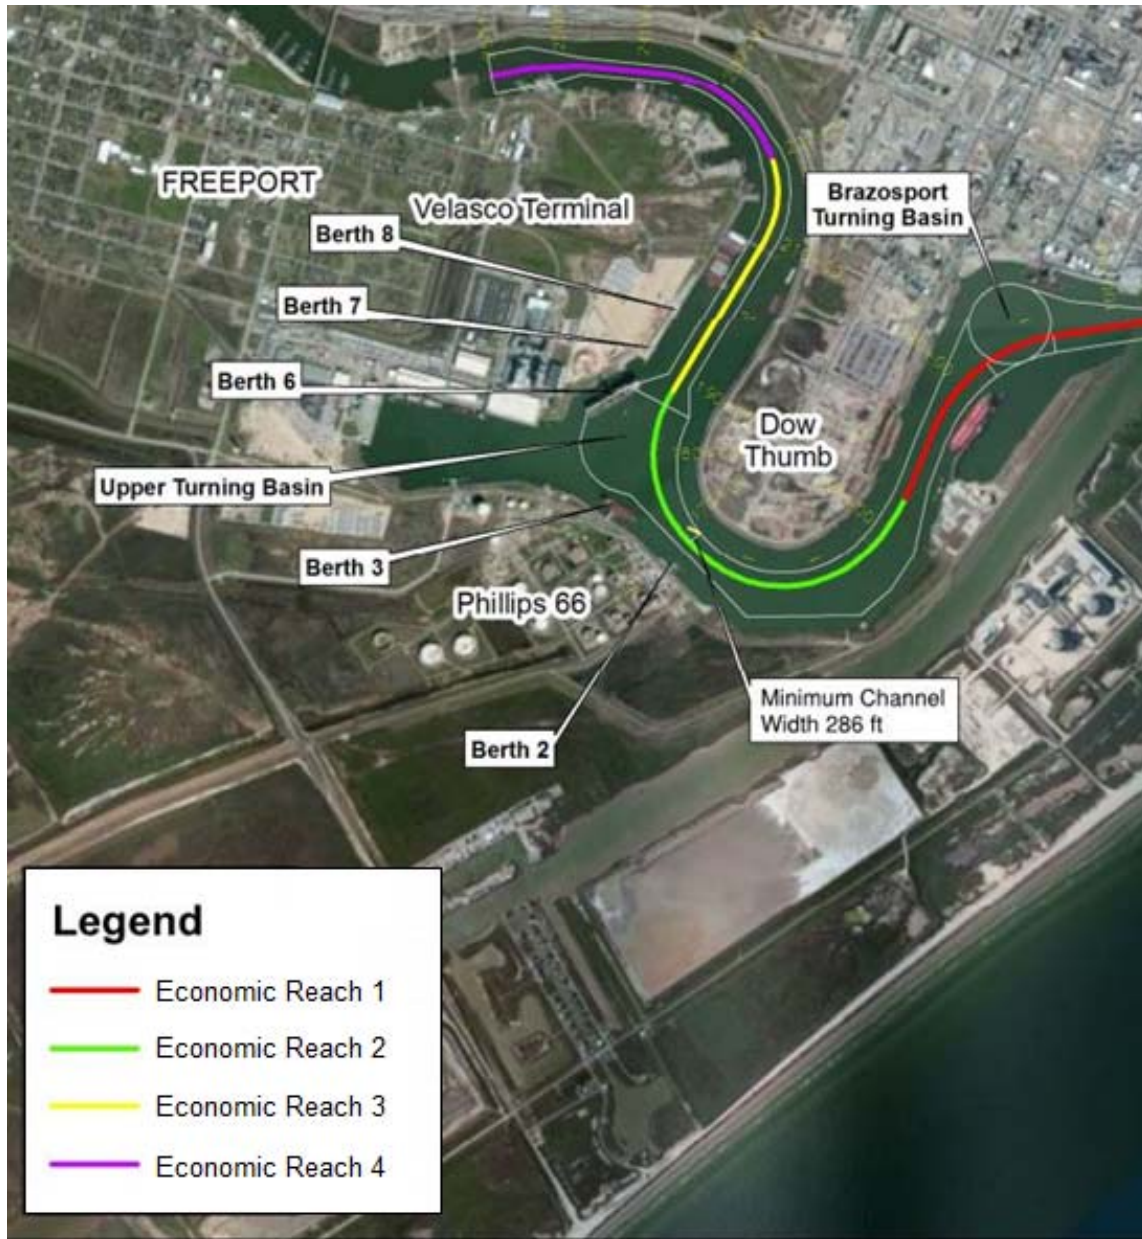 FREEPORT
Velasco Terminal
Berth 8
Brazosport
Turning Basin
Berth 7
Berth 6
Dow
Thumb
Upper Turning Basin
Berth 3
Phillips 66
Minimum Channel
Width 286 ft
Berth 2
Legend
Economic Reach 1
Economic Reach 2
Economic Reach 3
Economic Reach 4